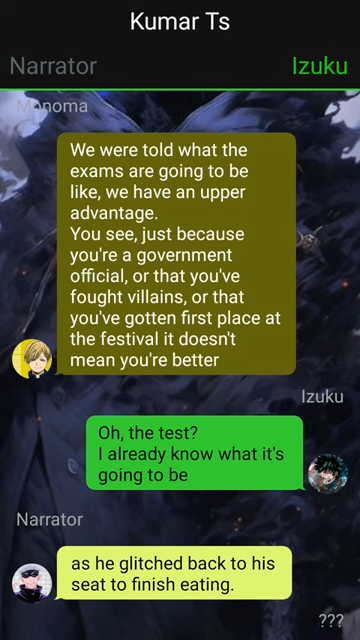 Kumar Ts
Narrator
Izuku
Monoma
We were told what the
exams are going to be
like, we have an upper
advantage.
You see, just because
you're a government
official, or that you've
fought villains, or that
you've gotten first place at
the festival it doesn't
mean you're better
Izuku
Oh, the test?
I already know what it's
going to be
Narrator
as he glitched back to his
seat to finish eating.
???